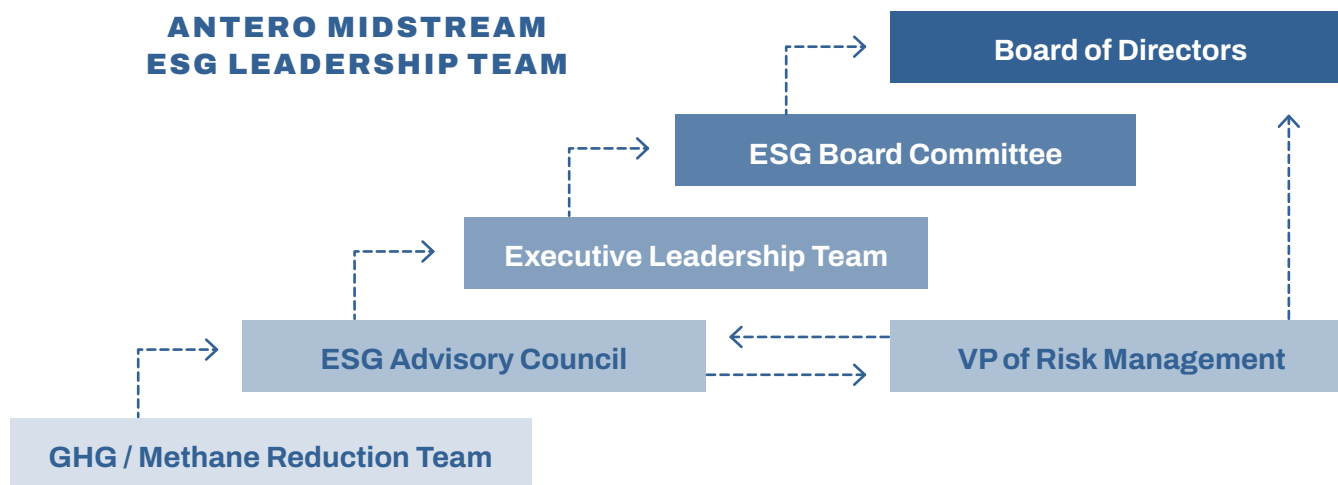 ANTERO MIDSTREAM
ESG LEADERSHIP TEAM
Board of Directors
ESG Board Committee
Executive Leadership Team
ESG Advisory Council
VP of Risk Management
GHG / Methane Reduction Team